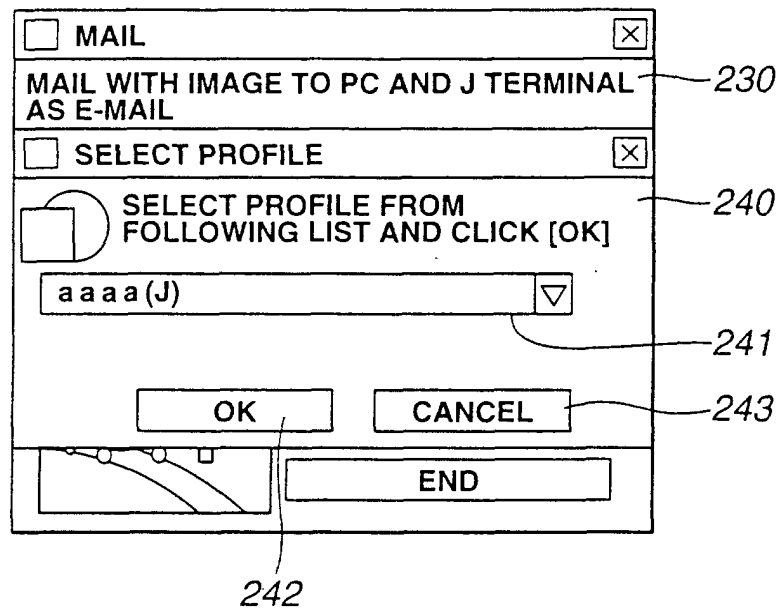 MAIL
MAIL WITH IMAGE TO PC AND J TERMINAL
AS E-MAIL
230
SELECT PROFILE
SELECT PROFILE FROM
FOLLOWING LIST AND CLICK [OK]
240
aaaa(J)
241
OK
CANCEL
243
END
242